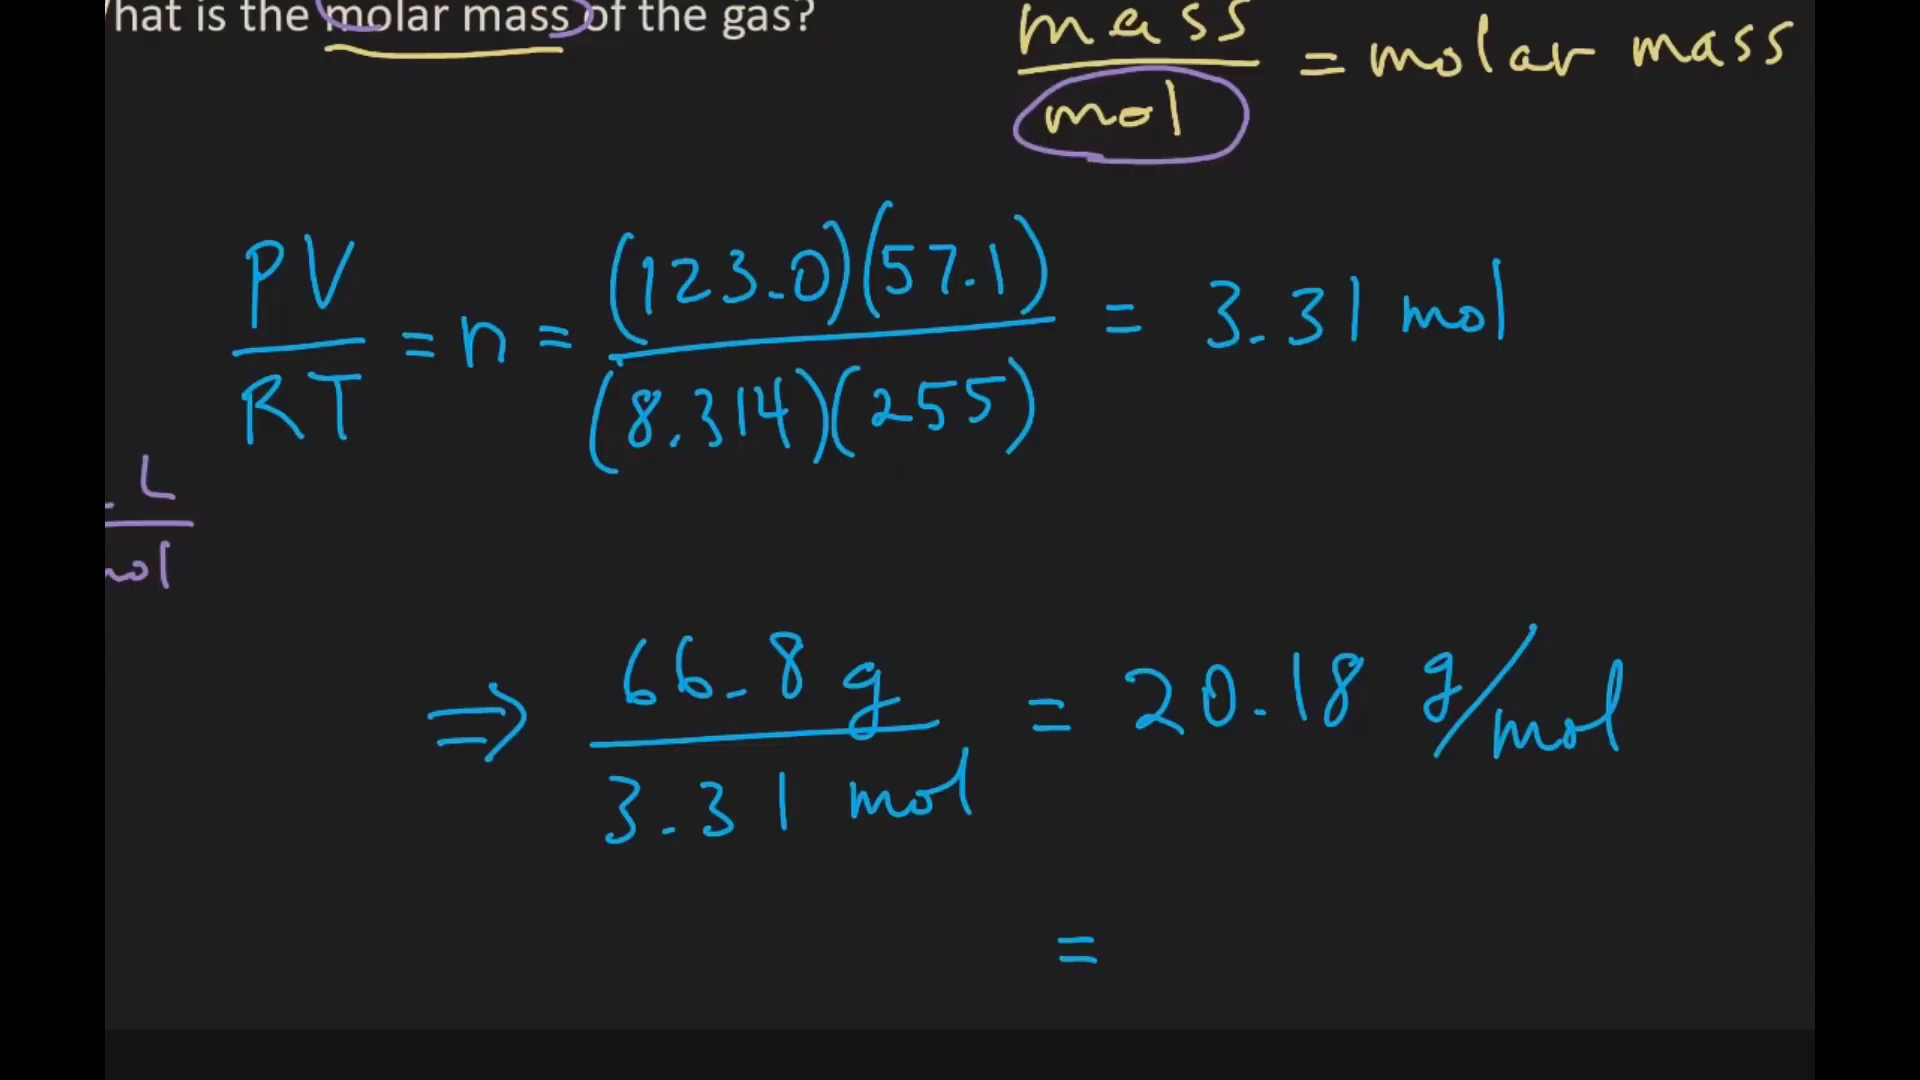 hat is the molar mass of the gas?
mass
= molar mass
mol
PV
RT
= n =
(123.0)(57.1)
(8.314)(255)
= 3.31 mol
L
mol
⇒
66.8 g
3.31 mol
= 20.18 g/mol
=